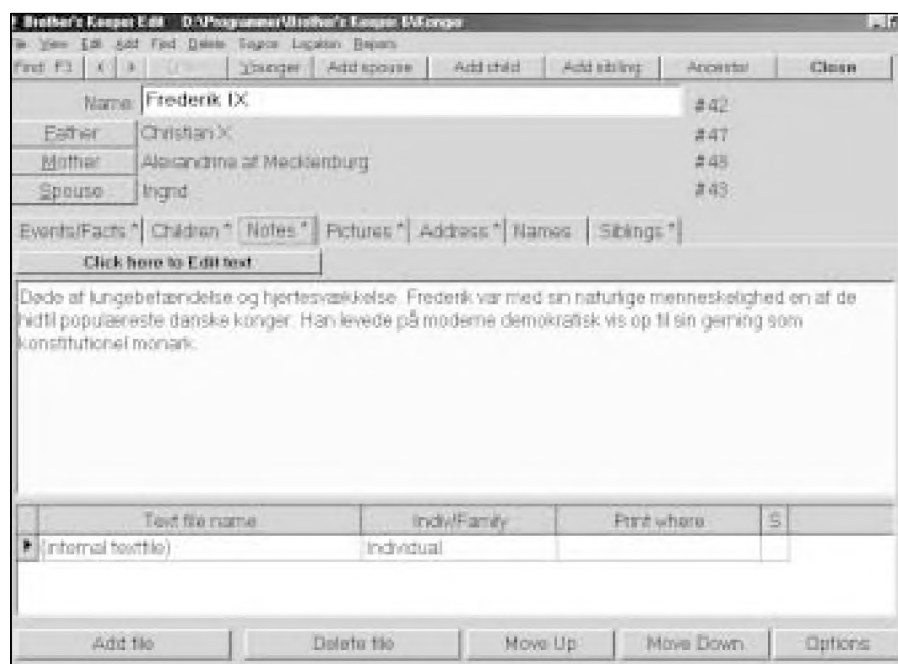 Brother's Keeper Edit D:\Programmer\Brother's Keeper 6\Konger
View Edit Add Find Delete Source Location Reports
Find F3 < > Younger Add spouse Add child Add sibling Ancestor Close
Name Frederik IX #42
Father Christian X #47
Mother Alexandrine af Mecklenburg #48
Spouse Ingrid #43
Events/Facts * Children * Notes * Pictures * Address * Names Siblings *
Click here to Edit text
Døde af lungebetændelse og hjertesvækkelse. Frederik var med sin naturlige menneskelighed en af de
hidtil populæreste danske konger. Han levede på moderne demokratisk vis op til sin gerning som
konstitutionel monark.
Text file name Indiv/Family Print where S
(internal textfile) Individual
Add file Delete file Move Up Move Down Options